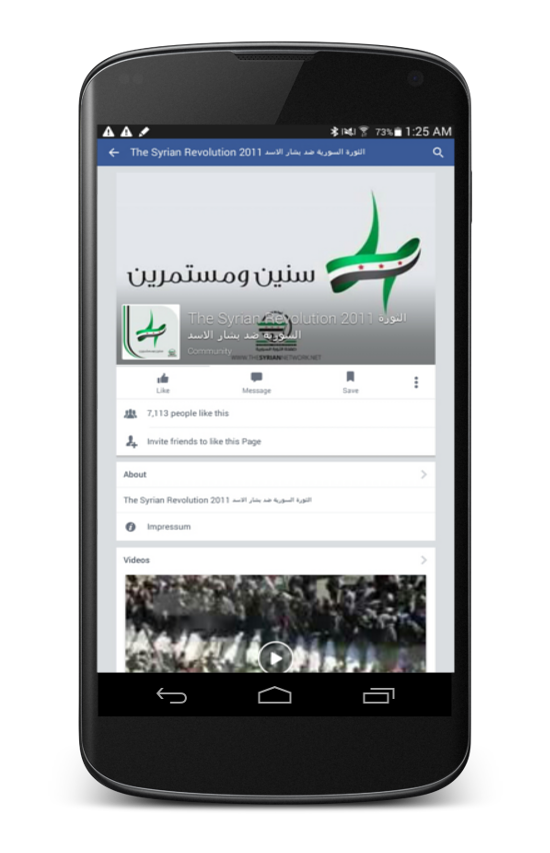 73% 1:25 AM
The Syrian Revolution 2011 الثورة السورية ضد بشار الاسد
سنين ومستمرين
The Syrian Revolution 2011 الثورة
السورية ضد بشار الاسد
Community
WWW.THESYRIANNETWORK.NET
Like
Message
Save
7,113 people like this
Invite friends to like this Page
About
The Syrian Revolution 2011 الثورة السورية ضد بشار الاسد
Impressum
Videos